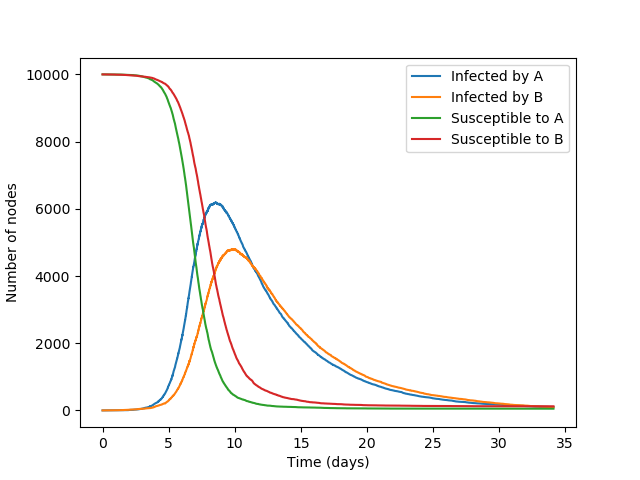 Infected by A
Infected by B
Susceptible to A
Susceptible to B
10000
8000
6000
4000
2000
0
Number of nodes
0 5 10 15 20 25 30 35
Time (days)